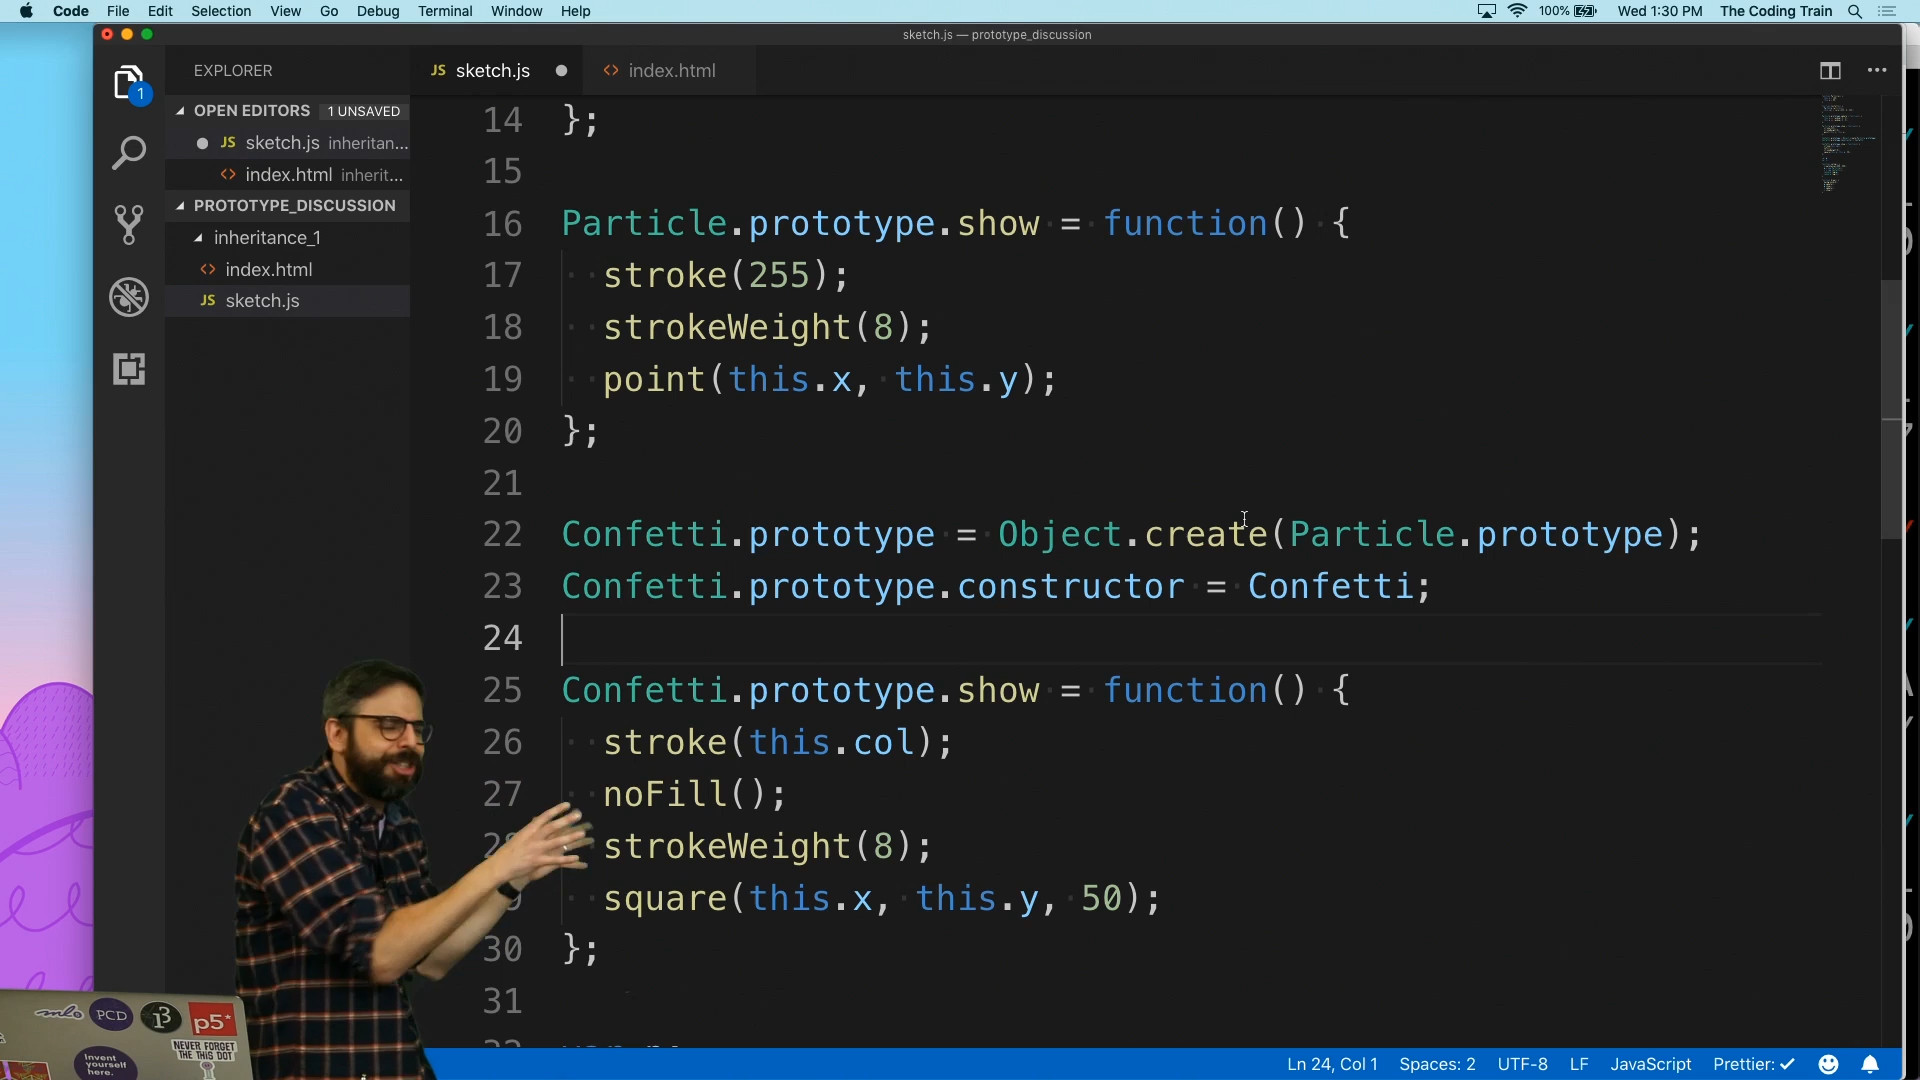 Code File Edit Selection View Go Debug Terminal Window Help 100% Wed 1:30 PM The Coding Train
sketch.js — prototype_discussion
EXPLORER
JS sketch.js
index.html
OPEN EDITORS 1 UNSAVED
JS sketch.js inheritan...
index.html inherit...
PROTOTYPE_DISCUSSION
inheritance_1
index.html
JS sketch.js
1
14 };
15
16 Particle.prototype.show = function() {
17 stroke(255);
18 strokeWeight(8);
19 point(this.x, this.y);
20 };
21
22 Confetti.prototype = Object.create(Particle.prototype);
23 Confetti.prototype.constructor = Confetti;
24
25 Confetti.prototype.show = function() {
26 stroke(this.col);
27 noFill();
28 strokeWeight(8);
square(this.x, this.y, 50);
30 };
31
mlo PCD p5*
NEVER FORGET
THE THIS DOT
Invent
yourself
here.
Ln 24, Col 1 Spaces: 2 UTF-8 LF JavaScript Prettier: ✓